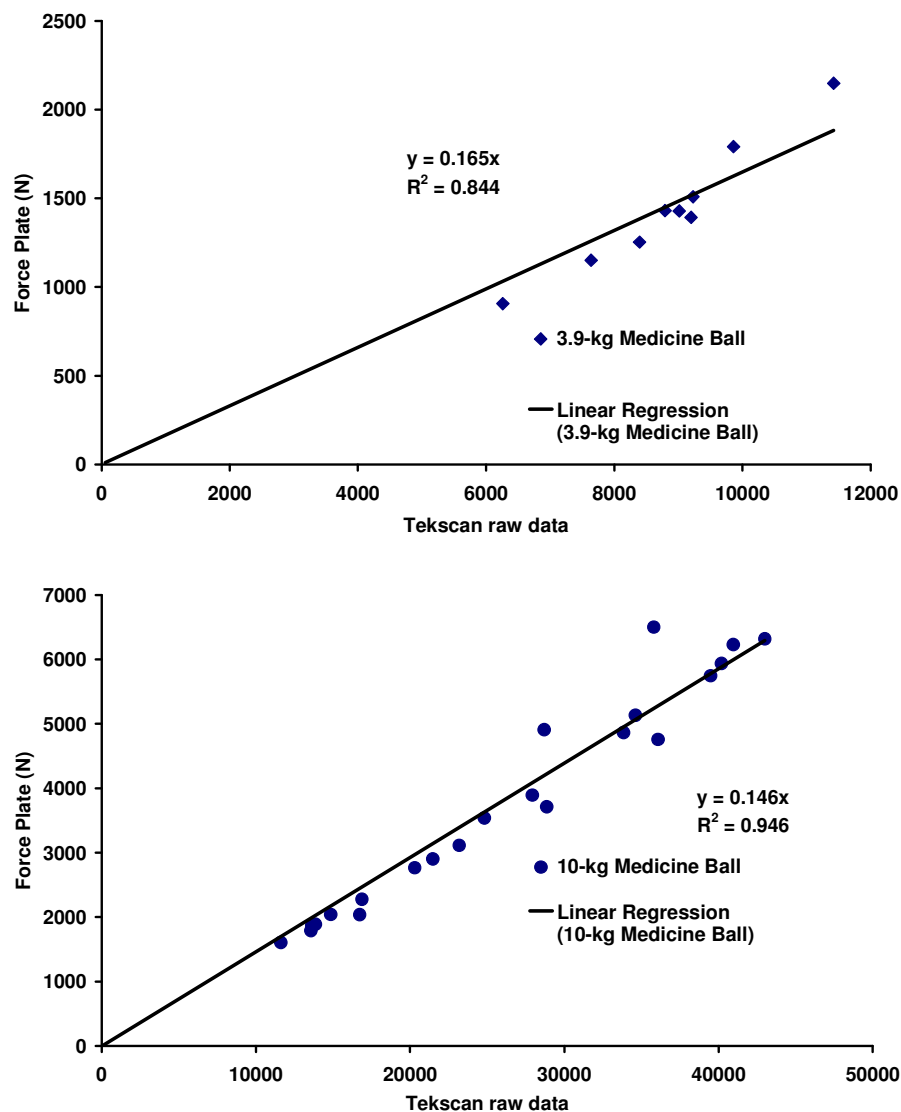 2500
2000
1500
1000
500
0
Force Plate (N)
y = 0.165x
R² = 0.844
3.9-kg Medicine Ball
Linear Regression
(3.9-kg Medicine Ball)
0 2000 4000 6000 8000 10000 12000
Tekscan raw data
7000
6000
5000
4000
3000
2000
1000
0
Force Plate (N)
y = 0.146x
R² = 0.946
10-kg Medicine Ball
Linear Regression
(10-kg Medicine Ball)
0 10000 20000 30000 40000 50000
Tekscan raw data